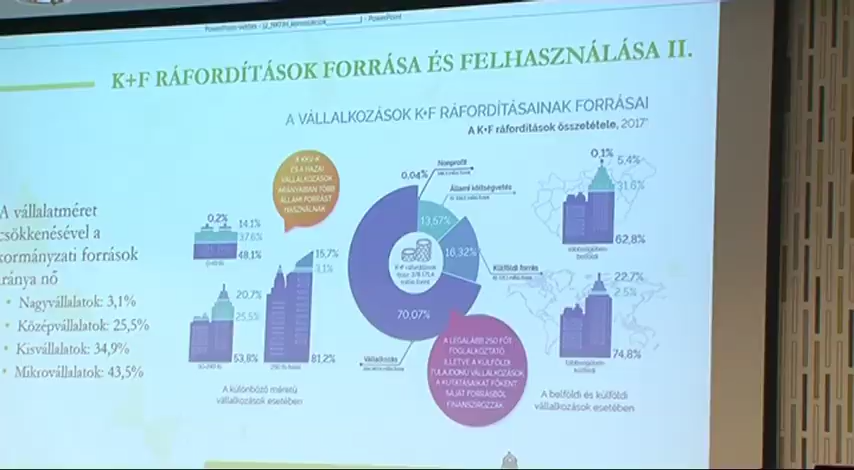 K+F RÁFORDÍTÁSOK FORRÁSA ÉS FELHASZNÁLÁSA II.
A VÁLLALKOZÁSOK K+F RÁFORDÍTÁSAINAK FORRÁSAI
A K+F ráfordítások összetétele, 2017*
A vállalatméret
csökkenésével a
kormányzati források
aránya nő
• Nagyvállalatok: 3,1%
• Középvállalatok: 25,5%
• Kisvállalatok: 34,9%
• Mikrovállalatok: 43,5%
A KKV-K
ÉS A HAZAI
VÁLLALKOZÁSOK
ARÁNYAIBAN TÖBB
ÁLLAMI FORRÁST
HASZNÁLNAK
0,2%
14,1%
37,6%
48,1%
20,7%
25,5%
53,8%
15,7%
3,1%
81,2%
A különböző méretű
vállalkozások esetében
0,04%
Nonprofit
Állami költségvetés
13,57%
16,32%
Külföldi forrás
K+F ráfordítások
70,07%
Vállalkozás
A LEGALÁBB 250 FŐT
FOGLALKOZTATÓ,
ILLETVE A KÜLFÖLDI
TULAJDONÚ VÁLLALKOZÁSOK
A KUTATÁSAIKAT FŐKÉNT
SAJÁT FORRÁSBÓL
FINANSZÍROZZÁK
0,1%
5,4%
31,6%
62,8%
22,7%
2,5%
74,8%
A belföldi és külföldi
vállalkozások esetében